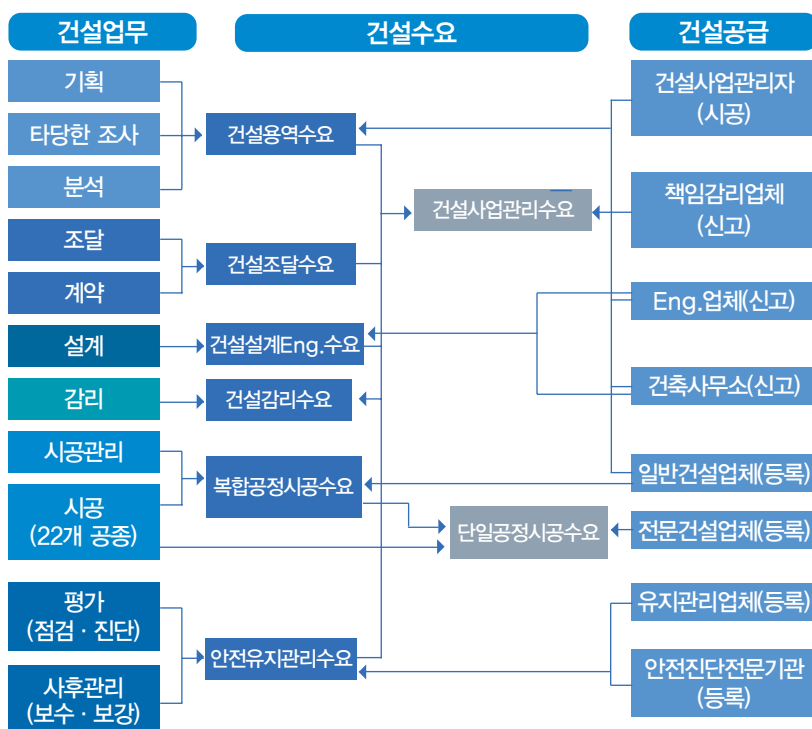 건설업무
건설수요
건설공급
기획
타당한 조사
분석
조달
계약
설계
감리
시공관리
시공
(22개 공종)
평가
(점검 · 진단)
사후관리
(보수 · 보강)
건설용역수요
건설조달수요
건설설계Eng.수요
건설감리수요
복합공정시공수요
안전유지관리수요
건설사업관리수요
단일공정시공수요
건설사업관리자
(시공)
책임감리업체
(신고)
Eng.업체(신고)
건축사무소(신고)
일반건설업체(등록)
전문건설업체(등록)
유지관리업체(등록)
안전진단전문기관
(등록)